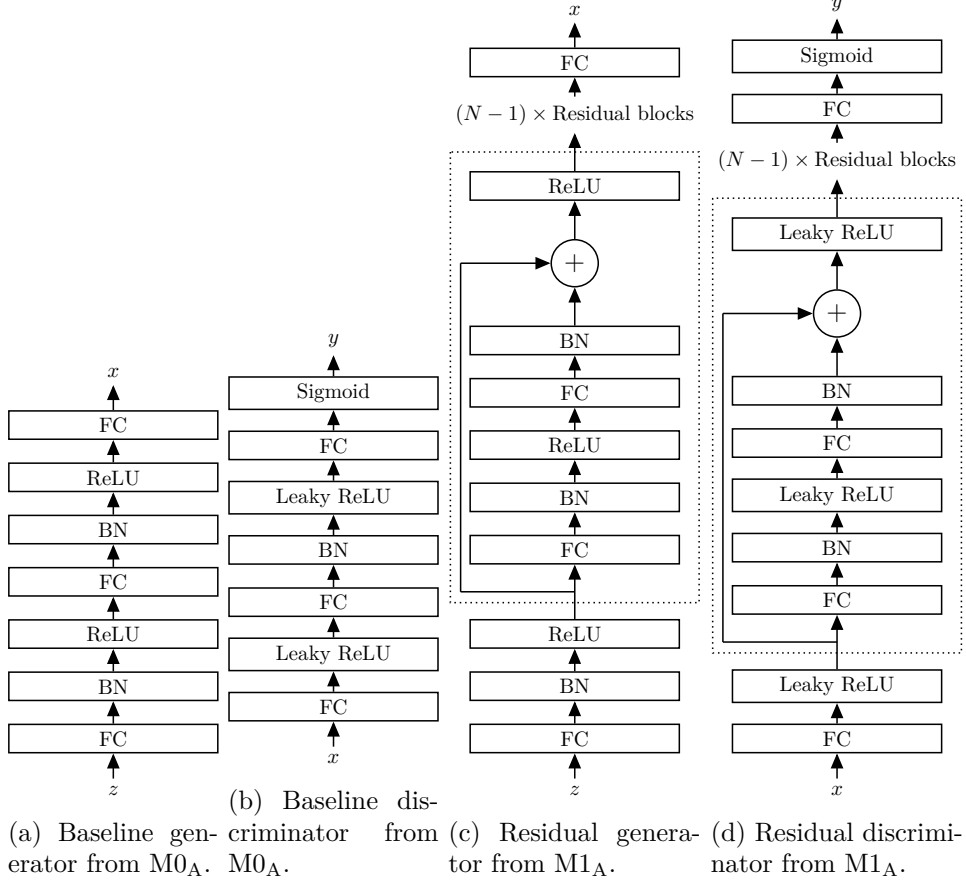 x
FC
ReLU
BN
FC
ReLU
BN
FC
z
(a) Baseline gen-
erator from M0A.
y
Sigmoid
FC
Leaky ReLU
BN
FC
Leaky ReLU
FC
x
(b) Baseline dis-
criminator from
M0A.
x
FC
(N − 1) × Residual blocks
ReLU
+
BN
FC
ReLU
BN
FC
ReLU
BN
FC
z
(c) Residual genera-
tor from M1A.
y
Sigmoid
FC
(N − 1) × Residual blocks
Leaky ReLU
+
BN
FC
Leaky ReLU
BN
FC
Leaky ReLU
FC
x
(d) Residual discrimi-
nator from M1A.